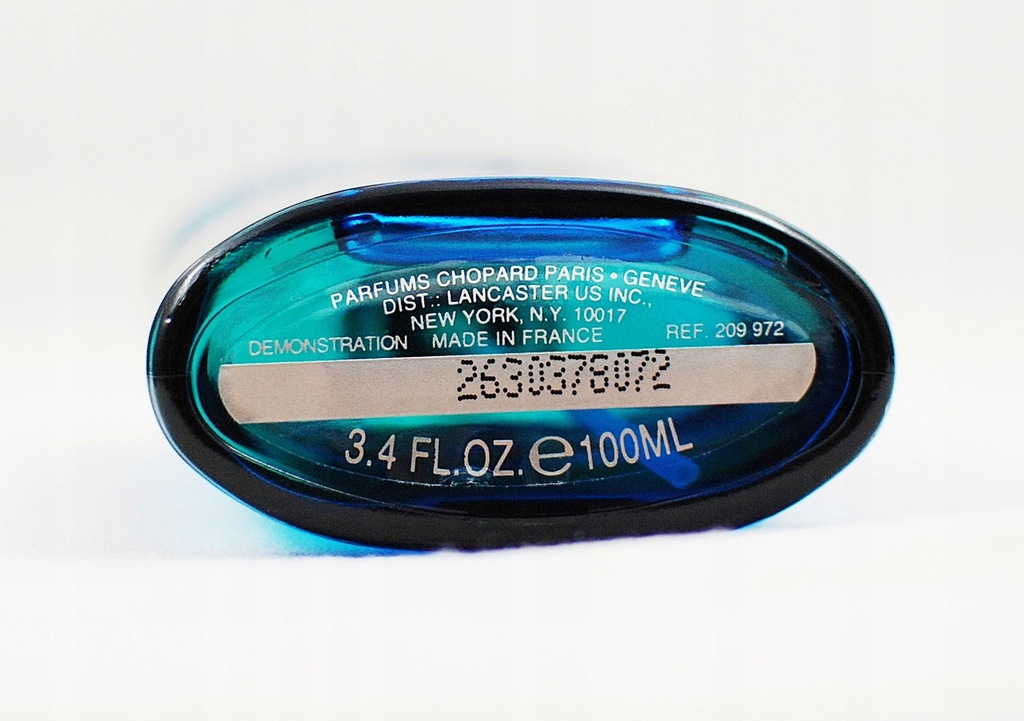 PARFUMS CHOPARD PARIS • GENEVE
DIST.: LANCASTER US INC.,
NEW YORK, N.Y. 10017
DEMONSTRATION MADE IN FRANCE REF. 209 972
2630378072
3.4 FL.OZ. ℮ 100ML